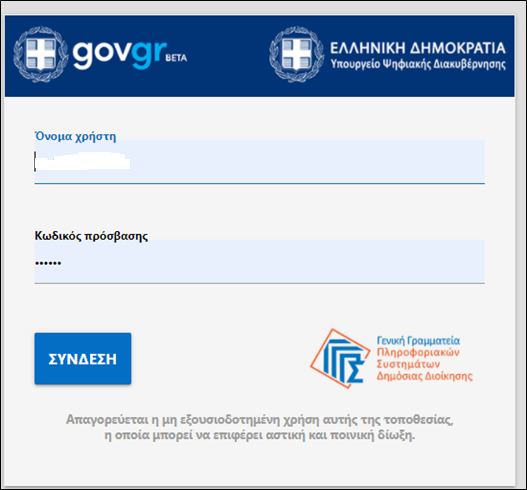 govgr BETA
ΕΛΛΗΝΙΚΗ ΔΗΜΟΚΡΑΤΙΑ
Υπουργείο Ψηφιακής Διακυβέρνησης
Όνομα χρήστη
Κωδικός πρόσβασης
••••••
ΣΥΝΔΕΣΗ
Γενική Γραμματεία
Πληροφοριακών
Συστημάτων
Δημόσιας Διοίκησης
Απαγορεύεται η μη εξουσιοδοτημένη χρήση αυτής της τοποθεσίας,
η οποία μπορεί να επιφέρει αστική και ποινική δίωξη.